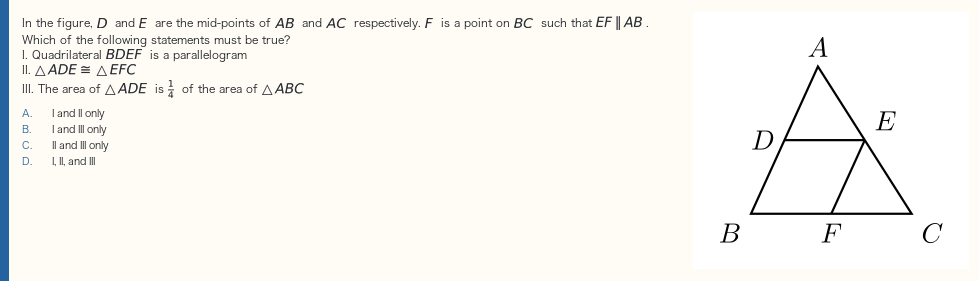 In the figure, D and E are the mid-points of AB and AC respectively. F is a point on BC such that EF ∥ AB .
Which of the following statements must be true?
I. Quadrilateral BDEF is a parallelogram
II. △ADE ≅ △EFC
III. The area of △ADE is 1/4 of the area of △ABC
A. I and II only
B. I and III only
C. II and III only
D. I, II, and III
A
E
D
B
F
C